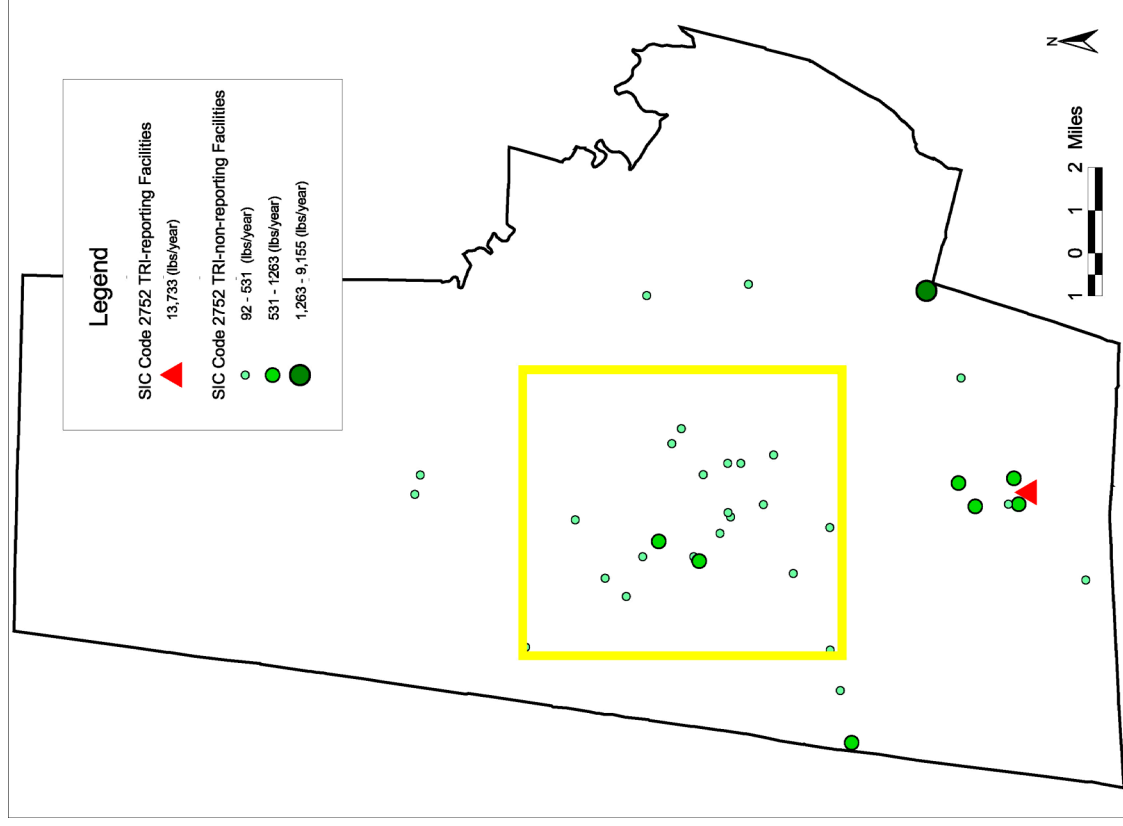 Legend
SIC Code 2752 TRI-reporting Facilities
13,733 (lbs/year)
SIC Code 2752 TRI-non-reporting Facilities
92 - 531 (lbs/year)
531 - 1263 (lbs/year)
1,263 - 9,155 (lbs/year)
N
1 0 1 2 Miles